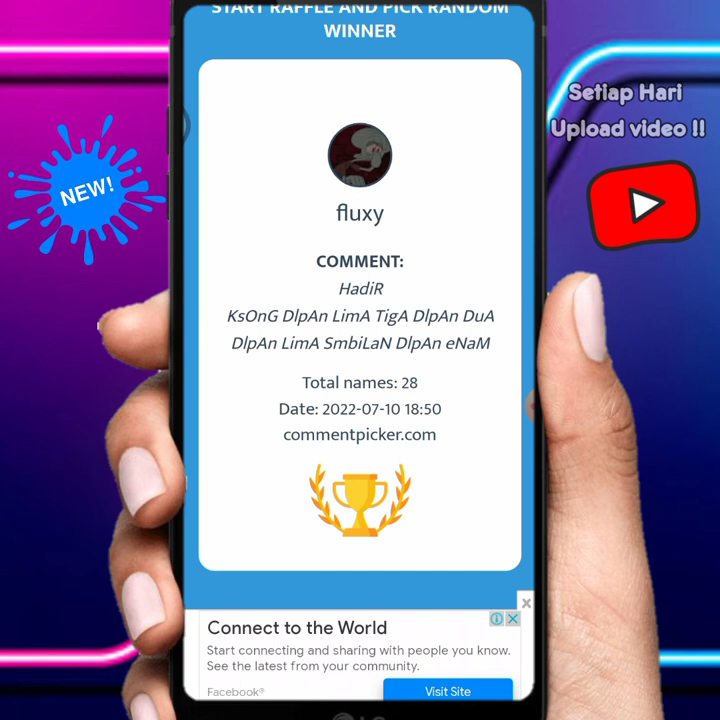 START RAFFLE AND PICK RANDOM
WINNER
Setiap Hari
Upload video !!
NEW!
fluxy
COMMENT:
HadiR
KsOnG DlpAn LimA TigA DlpAn DuA
DlpAn LimA SmbiLaN DlpAn eNaM
Total names: 28
Date: 2022-07-10 18:50
commentpicker.com
Connect to the World
Start connecting and sharing with people you know.
See the latest from your community.
Facebook®
Visit Site
LG